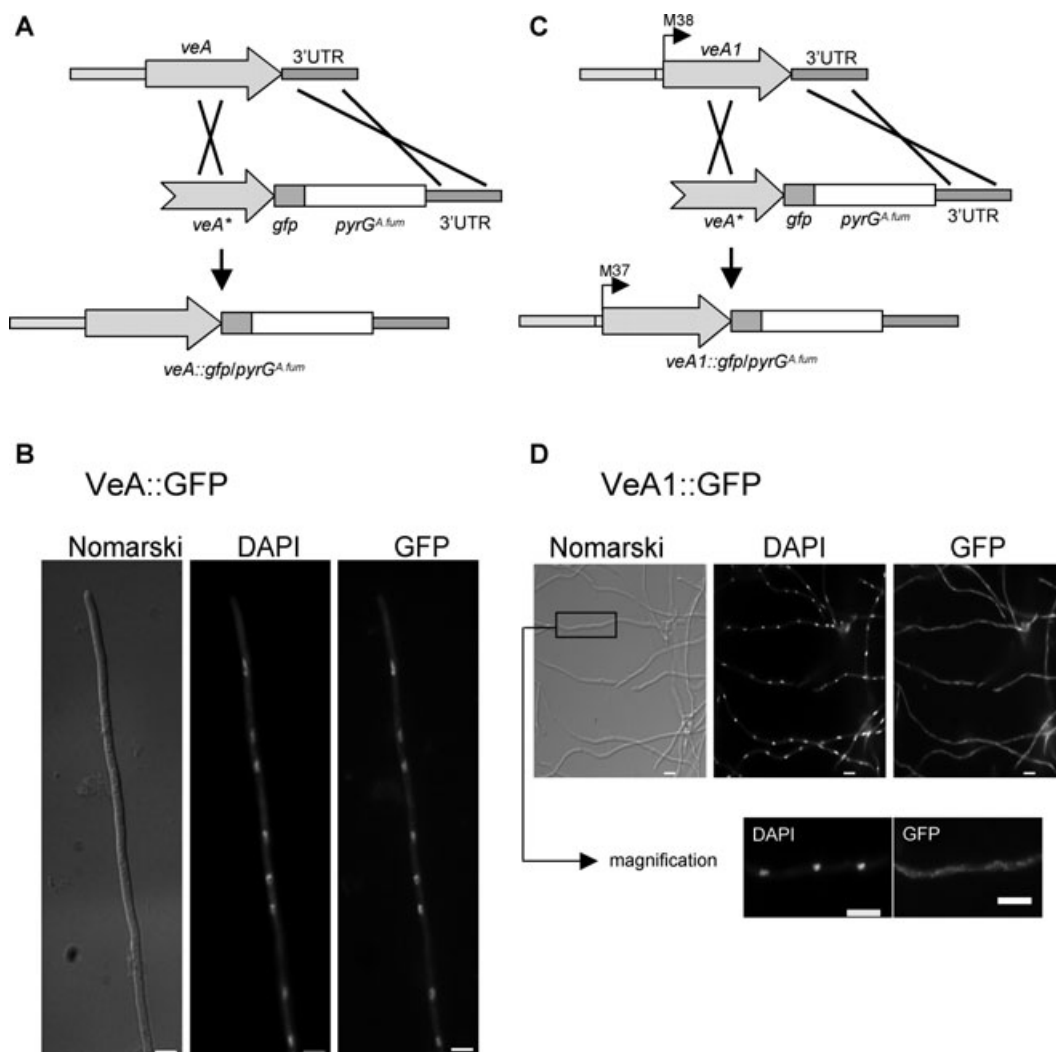 A
veA
3'UTR
veA*
gfp
pyrG^A.fum
3'UTR
veA::gfp/pyrG^A.fum
C
M38
veA1
3'UTR
veA*
gfp
pyrG^A.fum
3'UTR
M37
veA1::gfp/pyrG^A.fum
B
VeA::GFP
Nomarski DAPI GFP
D
VeA1::GFP
Nomarski DAPI GFP
magnification
DAPI
GFP